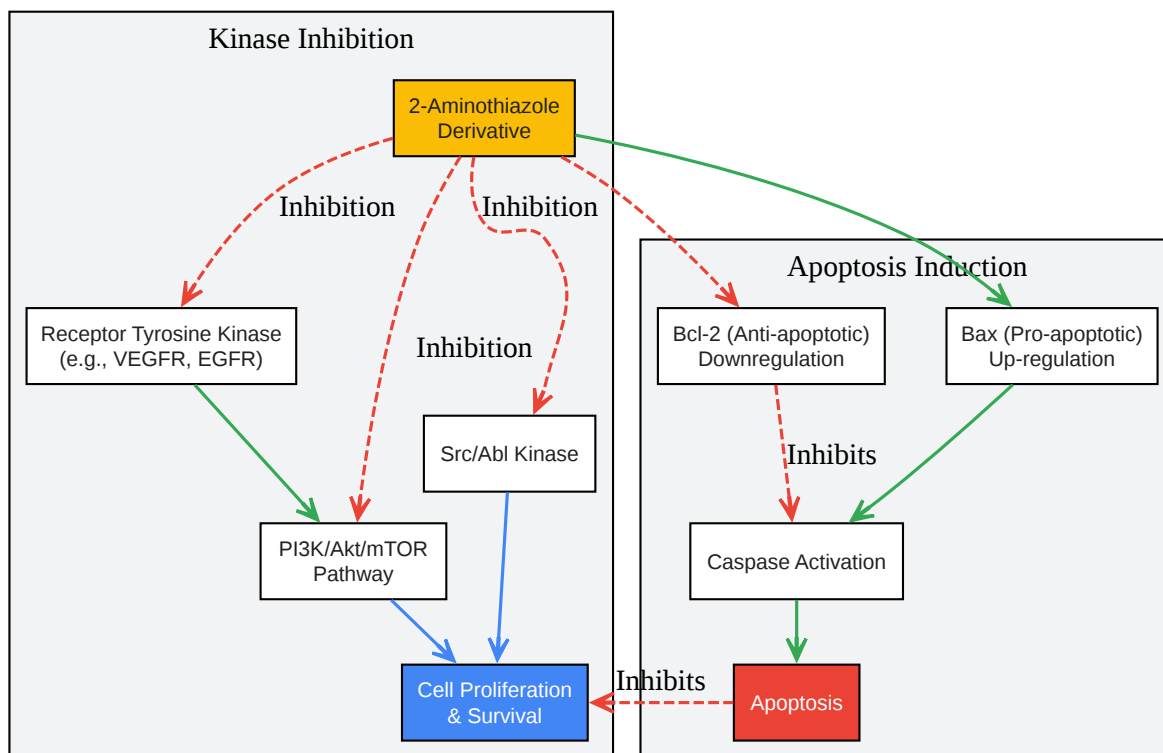 Kinase Inhibition
2-Aminothiazole
Derivative
Inhibition
Inhibition
Apoptosis Induction
Receptor Tyrosine Kinase
(e.g., VEGFR, EGFR)
Inhibition
Bcl-2 (Anti-apoptotic)
Downregulation
Bax (Pro-apoptotic)
Up-regulation
Src/Abl Kinase
Inhibits
PI3K/Akt/mTOR
Pathway
Caspase Activation
Cell Proliferation
& Survival
Inhibits
Apoptosis